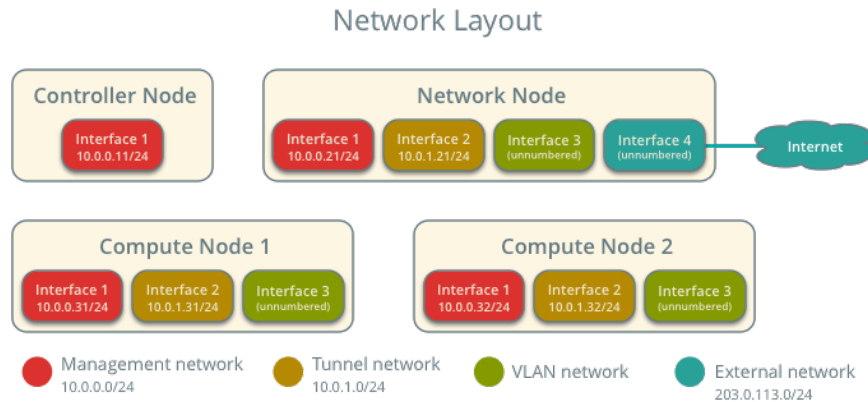 Network Layout
Controller Node
Interface 1
10.0.0.11/24
Network Node
Interface 1
10.0.0.21/24
Interface 2
10.0.1.21/24
Interface 3
(unnumbered)
Interface 4
(unnumbered)
Internet
Compute Node 1
Interface 1
10.0.0.31/24
Interface 2
10.0.1.31/24
Interface 3
(unnumbered)
Compute Node 2
Interface 1
10.0.0.32/24
Interface 2
10.0.1.32/24
Interface 3
(unnumbered)
Management network
10.0.0.0/24
Tunnel network
10.0.1.0/24
VLAN network
External network
203.0.113.0/24